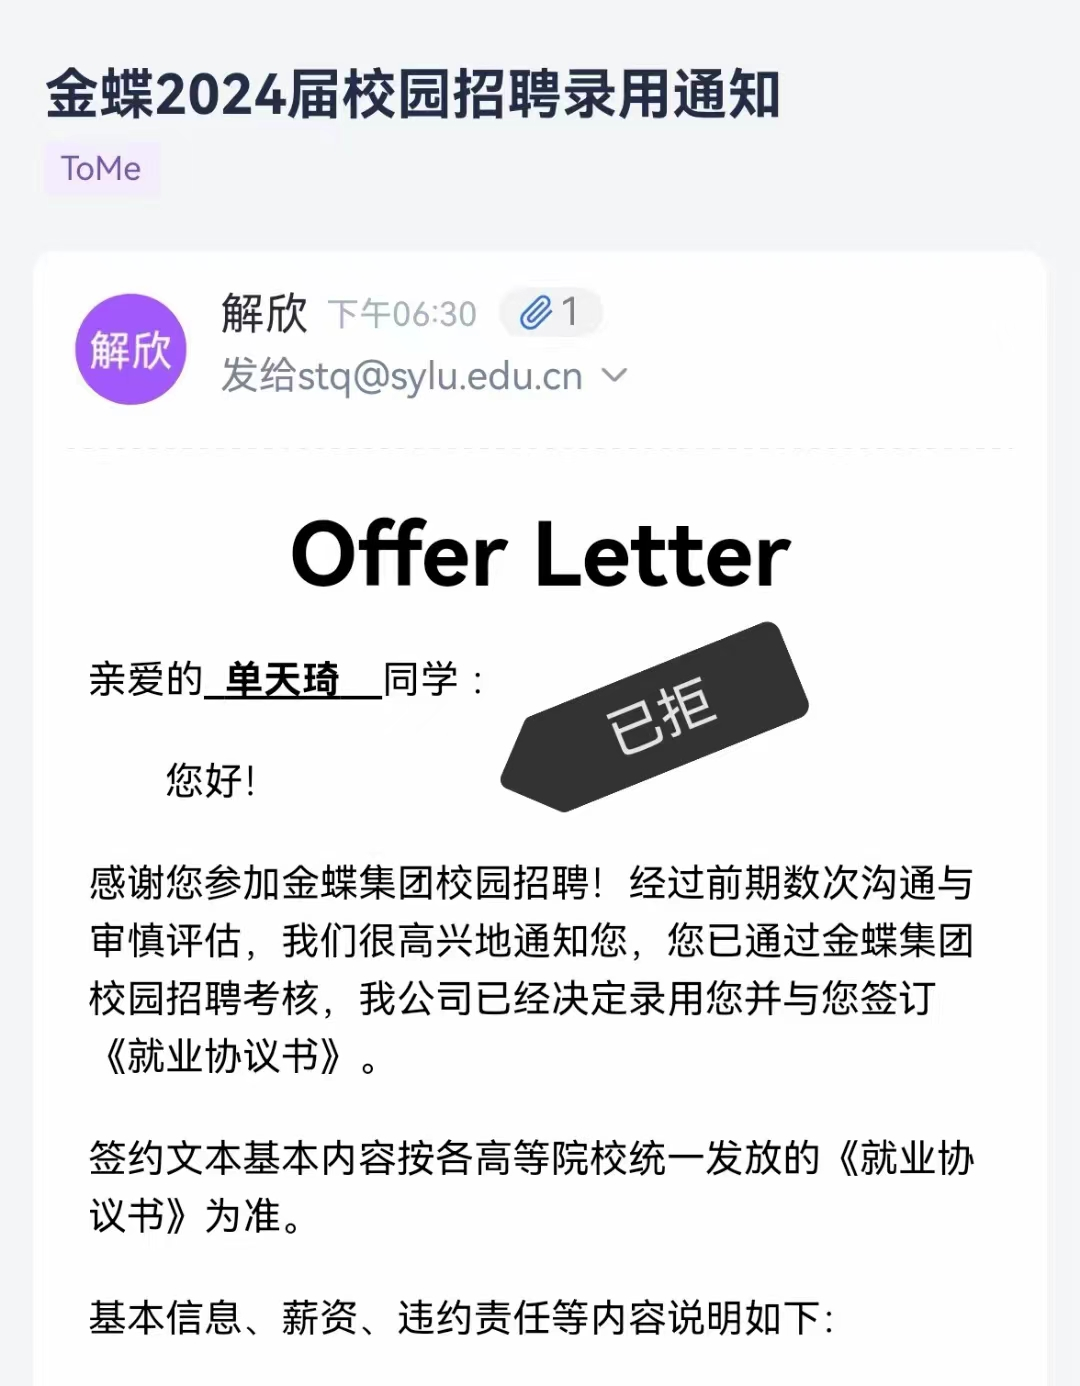 金蝶2024届校园招聘录用通知
ToMe
解欣
解欣 下午06:30 1
发给stq@sylu.edu.cn
Offer Letter
亲爱的 单天琦 同学：
已拒
您好！
感谢您参加金蝶集团校园招聘！经过前期数次沟通与
审慎评估，我们很高兴地通知您，您已通过金蝶集团
校园招聘考核，我公司已经决定录用您并与您签订
《就业协议书》。
签约文本基本内容按各高等院校统一发放的《就业协
议书》为准。
基本信息、薪资、违约责任等内容说明如下：